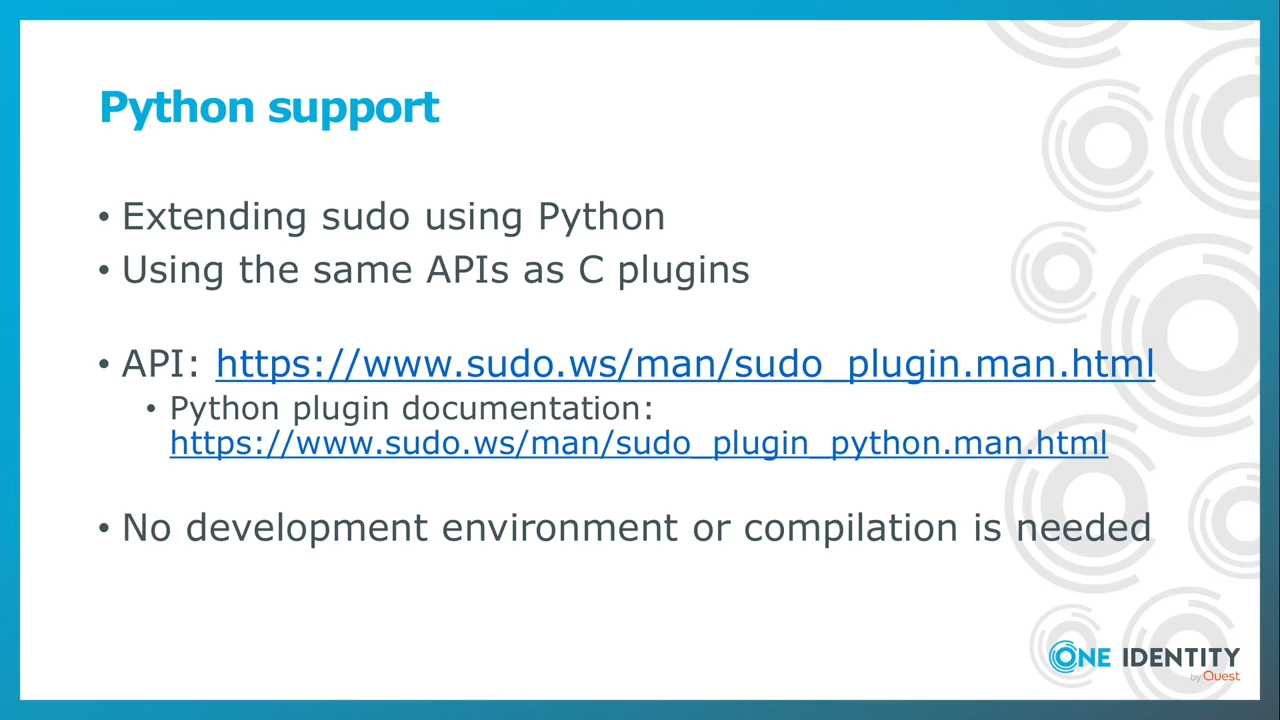 Python support
• Extending sudo using Python
• Using the same APIs as C plugins
• API: https://www.sudo.ws/man/sudo_plugin.man.html
• Python plugin documentation:
https://www.sudo.ws/man/sudo_plugin_python.man.html
• No development environment or compilation is needed
ONE IDENTITY
by Quest